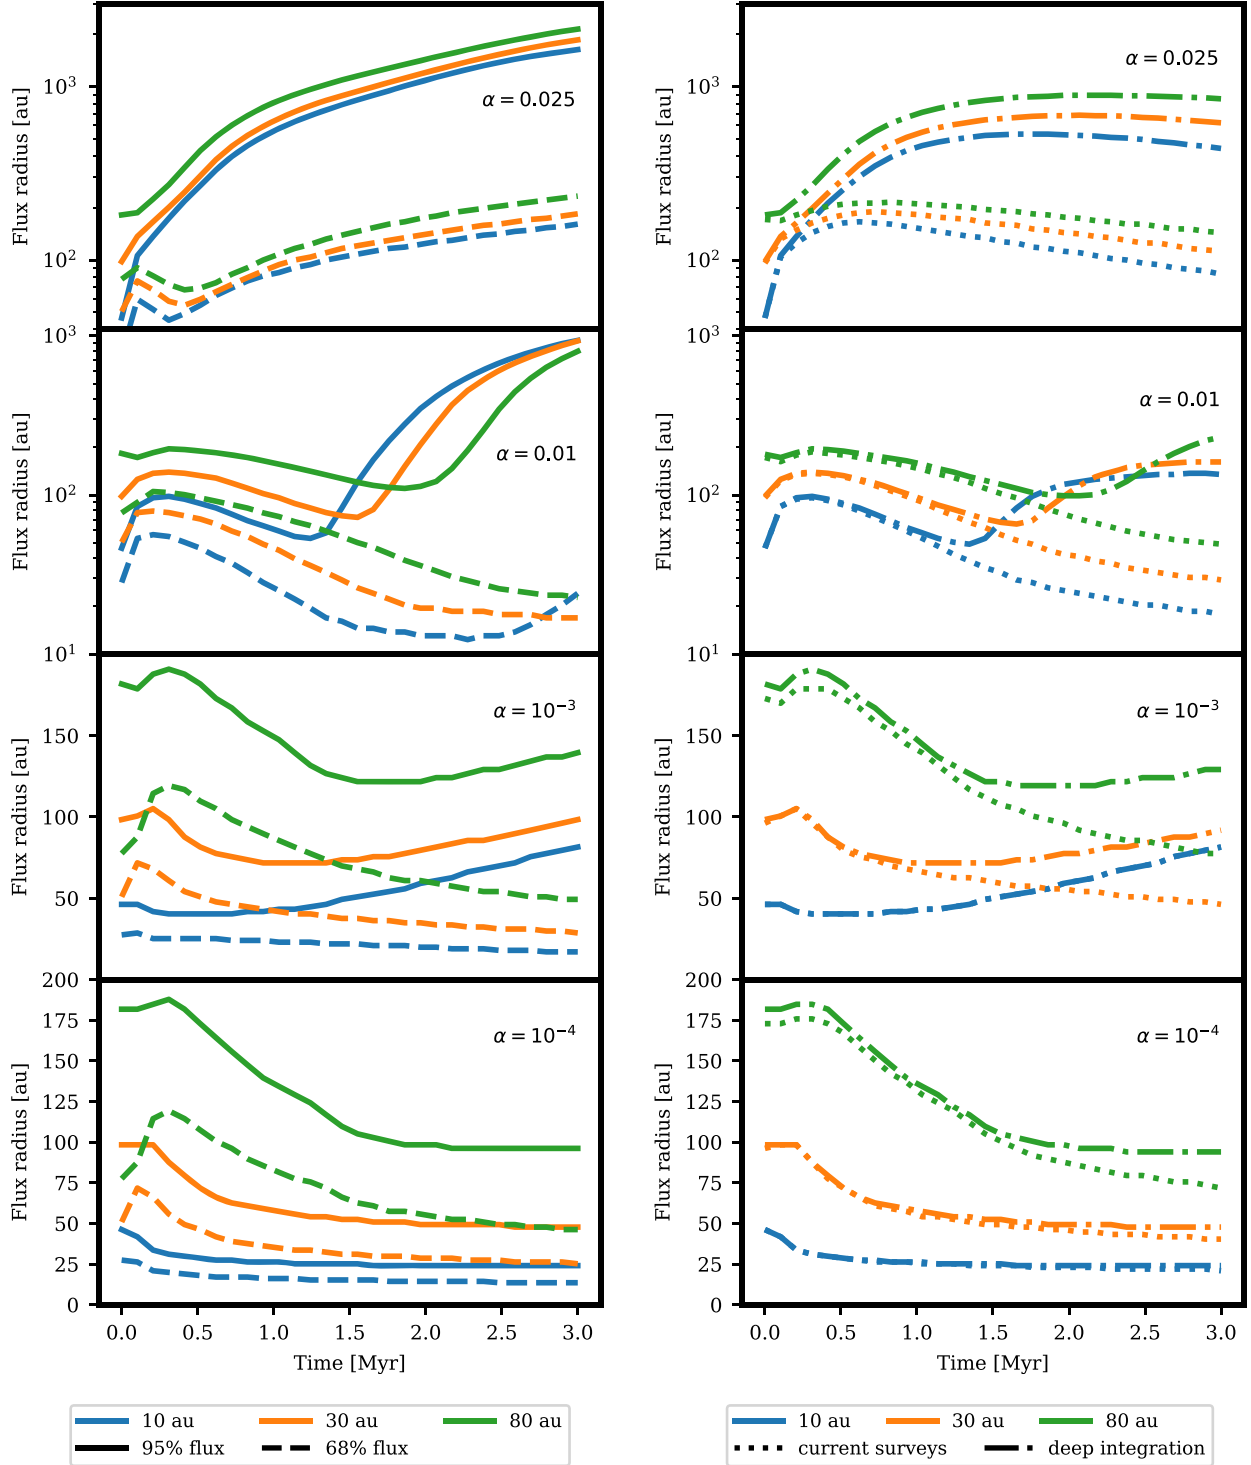 Flux radius [au]
10³
10²
α = 0.025
Flux radius [au]
10³
10²
α = 0.025
Flux radius [au]
10³
10²
10¹
α = 0.01
Flux radius [au]
10³
10²
10¹
α = 0.01
Flux radius [au]
150
100
50
α = 10⁻³
Flux radius [au]
150
100
50
α = 10⁻³
Flux radius [au]
200
175
150
125
100
75
50
25
0
α = 10⁻⁴
Flux radius [au]
200
175
150
125
100
75
50
25
0
α = 10⁻⁴
0.0 0.5 1.0 1.5 2.0 2.5 3.0
Time [Myr]
0.0 0.5 1.0 1.5 2.0 2.5 3.0
Time [Myr]
10 au 30 au 80 au
95% flux 68% flux
10 au 30 au 80 au
current surveys deep integration